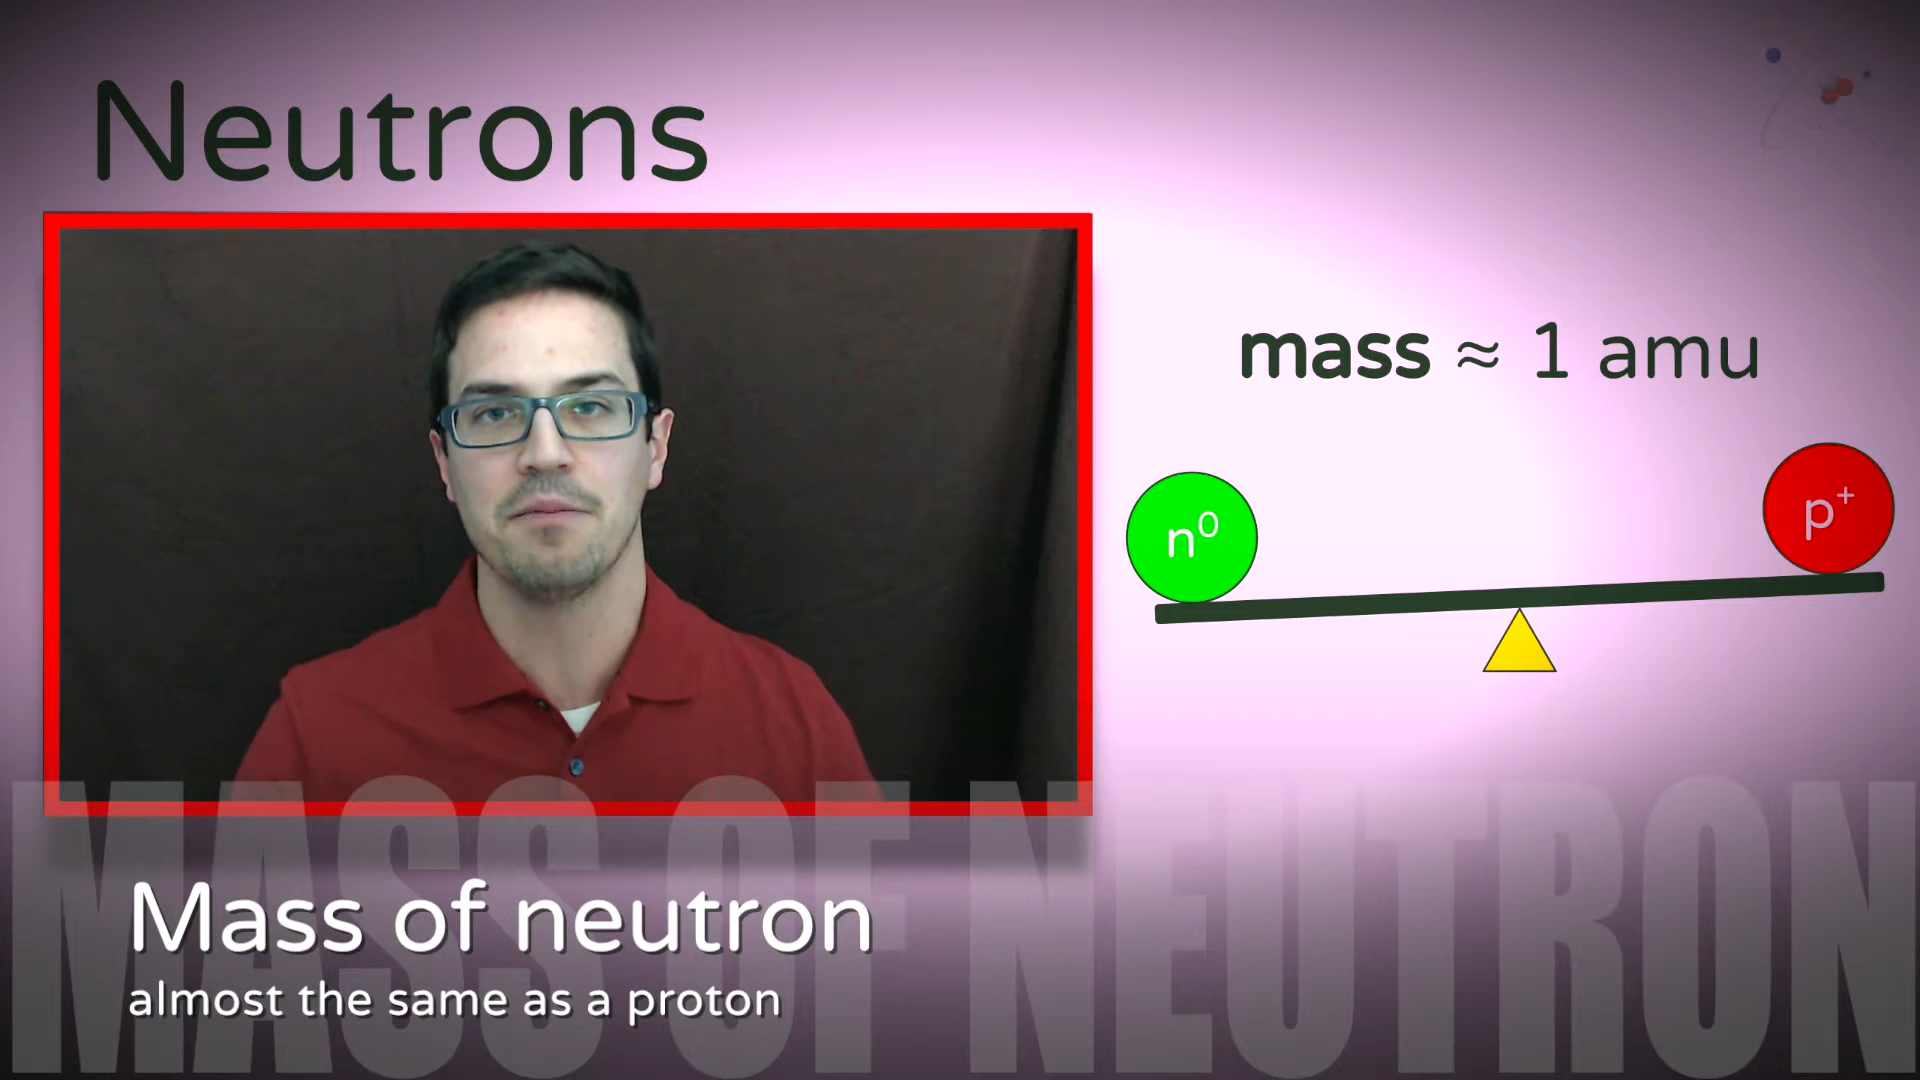 Neutrons
mass ≈ 1 amu
n⁰
p⁺
MASS OF NEUTRON
Mass of neutron
almost the same as a proton